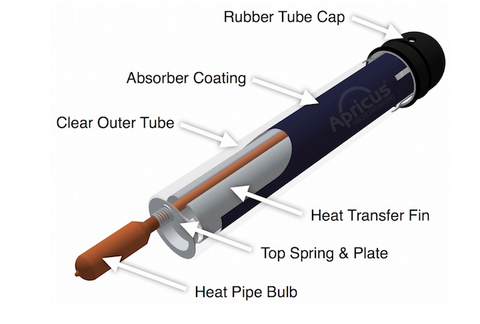 Rubber Tube Cap
Absorber Coating
Apricus
Clear Outer Tube
Heat Transfer Fin
Top Spring & Plate
Heat Pipe Bulb